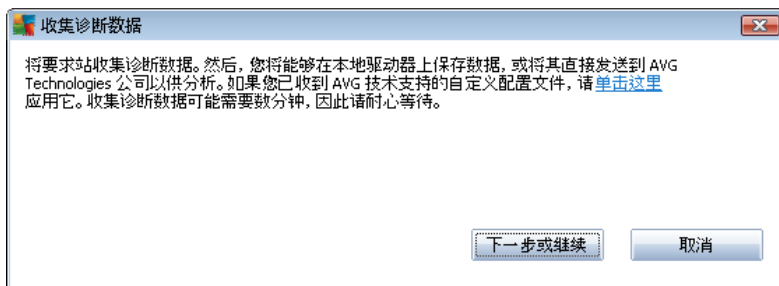 收集诊断数据
将要求站收集诊断数据。然后，您将能够在本地驱动器上保存数据，或将其直接发送到 AVG
Technologies 公司以供分析。如果您已收到 AVG 技术支持的自定义配置文件，请单击这里
应用它。收集诊断数据可能需要数分钟，因此请耐心等待。
下一步或继续
取消